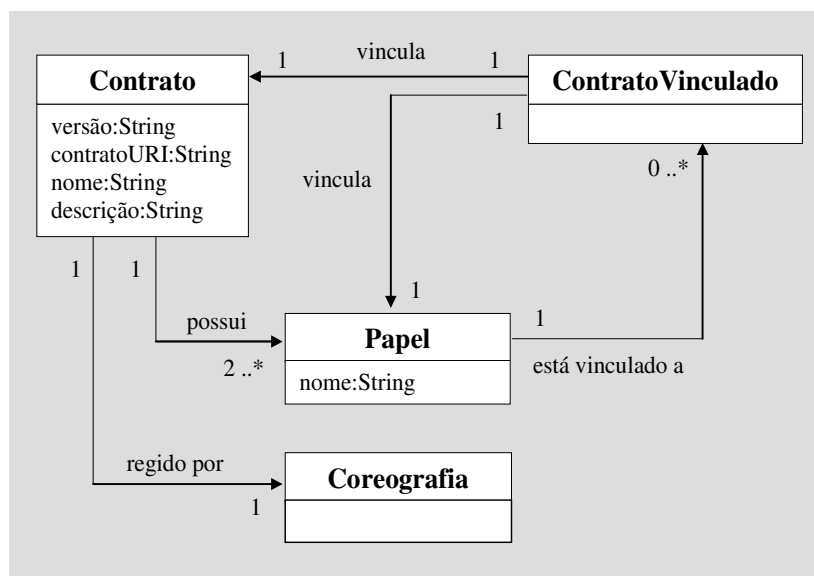 vincula
1
1
Contrato
ContratoVinculado
versão:String
contratoURI:String
nome:String
descrição:String
1
vincula
0 ..*
1
1
1
possui
2 ..*
Papel
nome:String
1
está vinculado a
regido por
1
Coreografia